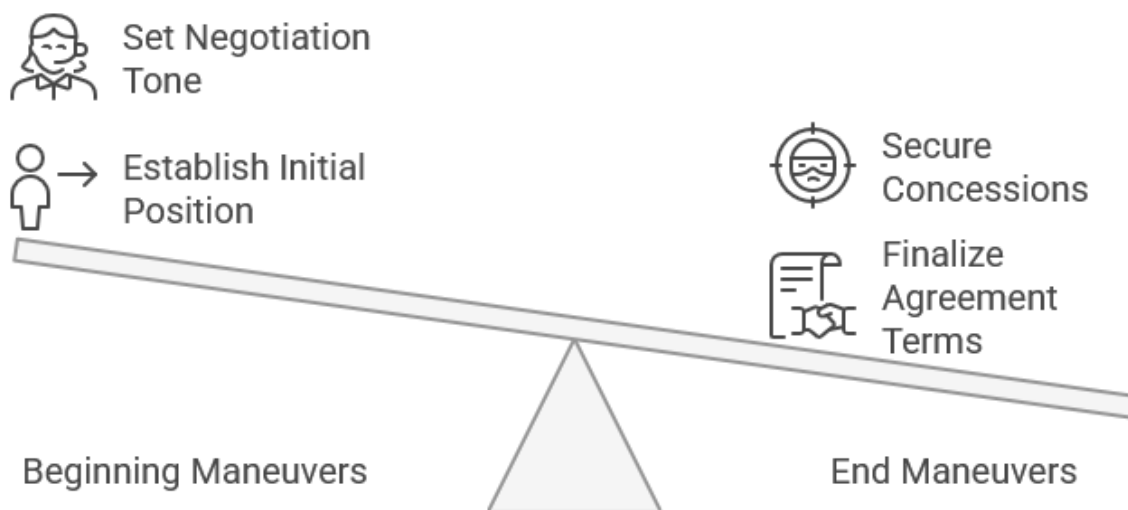 Set Negotiation
Tone
Establish Initial
Position
Secure
Concessions
Finalize
Agreement
Terms
Beginning Maneuvers
End Maneuvers